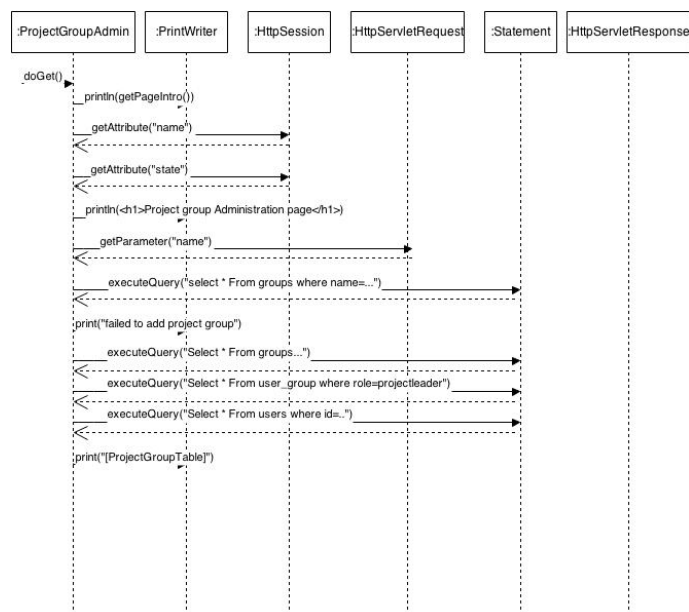 :ProjectGroupAdmin :PrintWriter :HttpSession :HttpServletRequest :Statement :HttpServletResponse
doGet()
println(getPageIntro())
getAttribute("name")
getAttribute("state")
println(<h1>Project group Administration page</h1>)
getParameter("name")
executeQuery("select * From groups where name=...")
print("failed to add project group")
executeQuery("Select * From groups...")
executeQuery("Select * From user_group where role=projectleader")
executeQuery("Select * From users where id=..")
print("[ProjectGroupTable]")